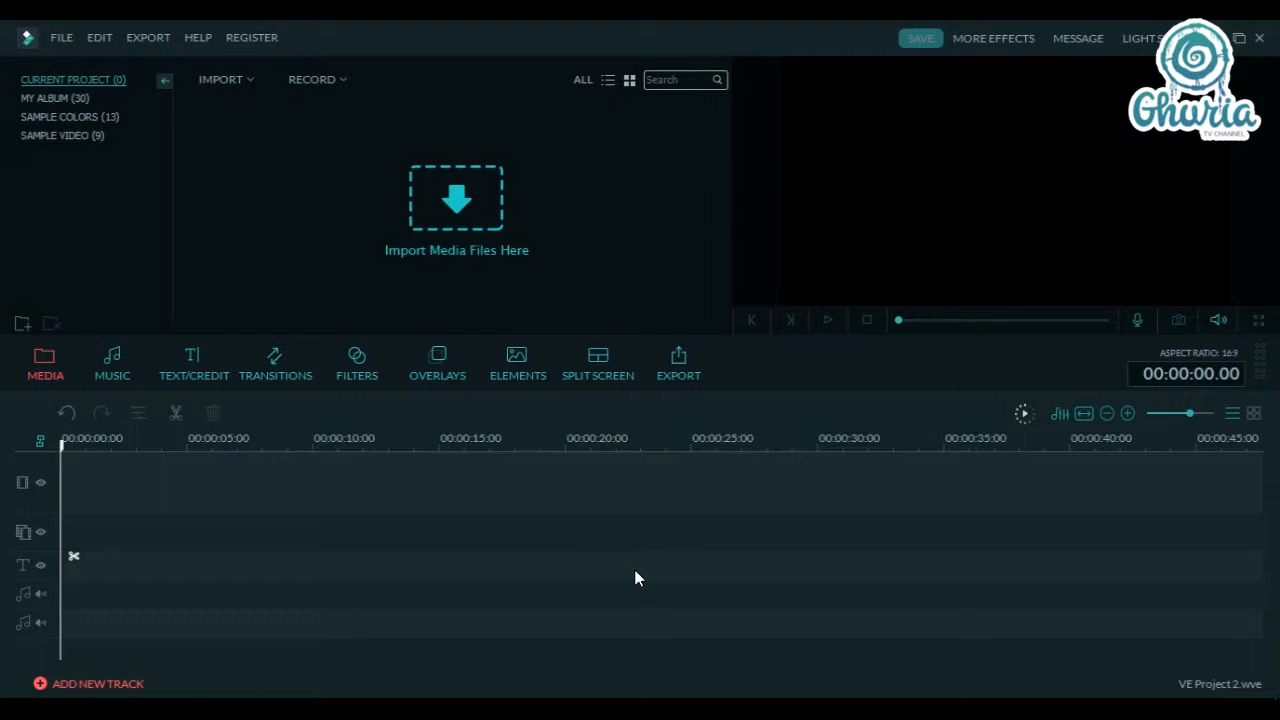 FILE EDIT EXPORT HELP REGISTER SAVE MORE EFFECTS MESSAGE LIGHT
Ghuria
TV CHANNEL
CURRENT PROJECT (0)
MY ALBUM (30)
SAMPLE COLORS (13)
SAMPLE VIDEO (9)
IMPORT RECORD ALL Search
Import Media Files Here
MEDIA MUSIC TEXT/CREDIT TRANSITIONS FILTERS OVERLAYS ELEMENTS SPLIT SCREEN EXPORT
ASPECT RATIO: 16:9
00:00:00.00
00:00:00:00 00:00:05:00 00:00:10:00 00:00:15:00 00:00:20:00 00:00:25:00 00:00:30:00 00:00:35:00 00:00:40:00 00:00:45:00
ADD NEW TRACK
VE Project 2.wve